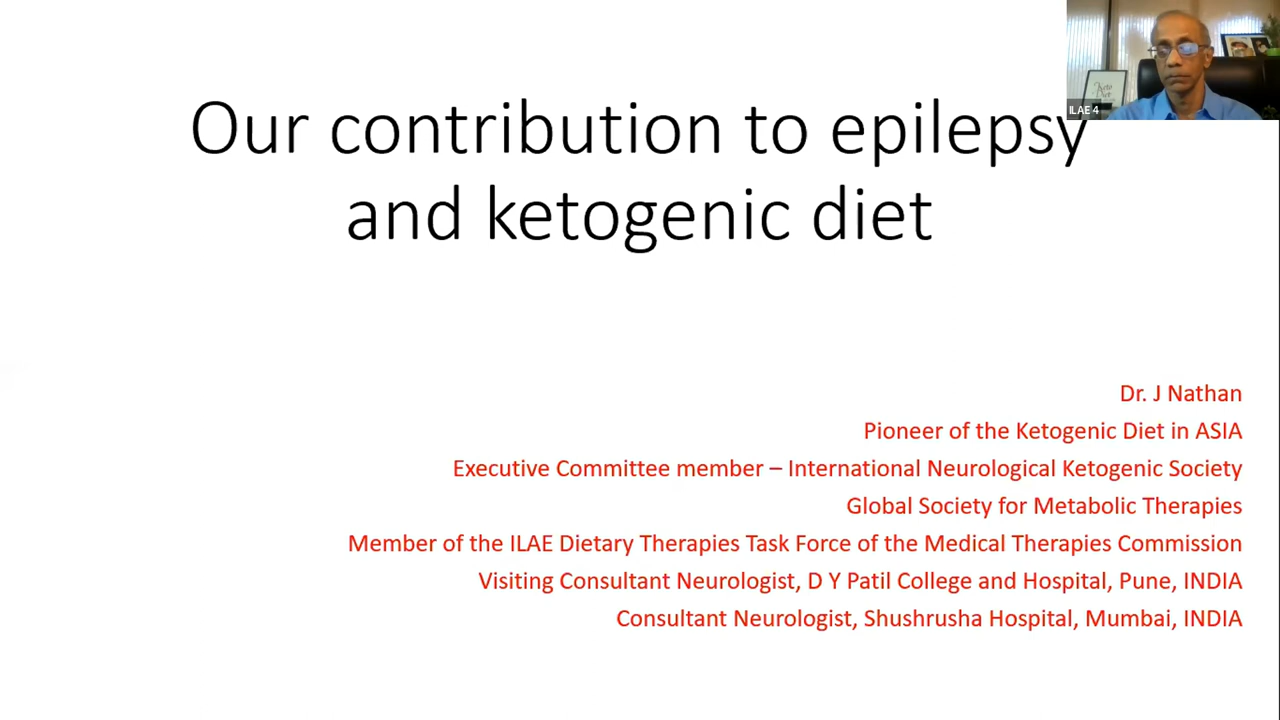 Our contribution to epilepsy
and ketogenic diet
ILAE 4
Keto
Diet
Dr. J Nathan
Pioneer of the Ketogenic Diet in ASIA
Executive Committee member – International Neurological Ketogenic Society
Global Society for Metabolic Therapies
Member of the ILAE Dietary Therapies Task Force of the Medical Therapies Commission
Visiting Consultant Neurologist, D Y Patil College and Hospital, Pune, INDIA
Consultant Neurologist, Shushrusha Hospital, Mumbai, INDIA